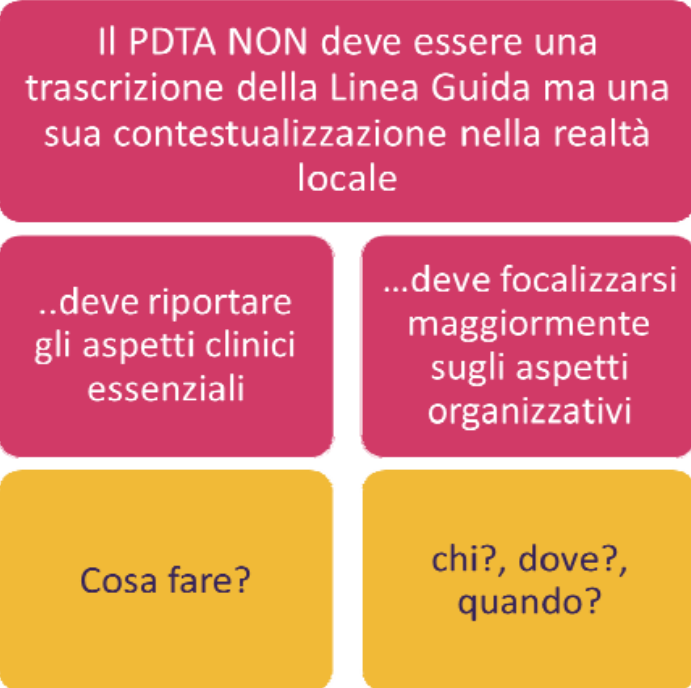 Il PDTA NON deve essere una
trascrizione della Linea Guida ma una
sua contestualizzazione nella realtà
locale
..deve riportare
gli aspetti clinici
essenziali
...deve focalizzarsi
maggiormente
sugli aspetti
organizzativi
Cosa fare?
chi?, dove?,
quando?